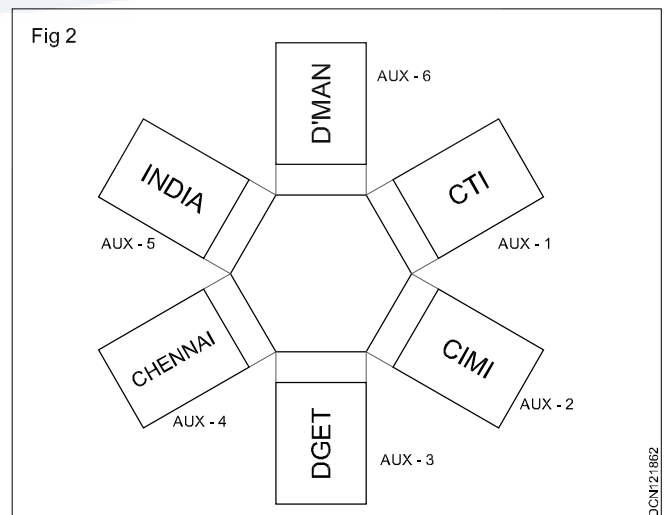 Fig 2
D'MAN
AUX - 6
CTI
AUX - 1
CIMI
AUX - 2
DGET
AUX - 3
CHENNAI
AUX - 4
INDIA
AUX - 5
DCN121862